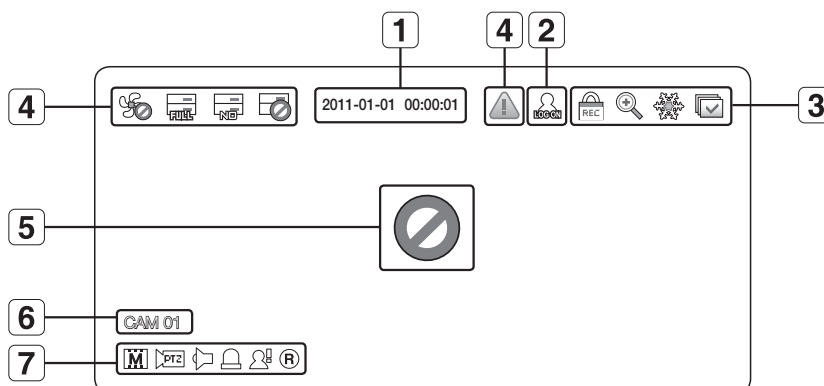 1 4 2
4 FULL NO 2011-01-01 00:00:01 LOG ON REC 3
5
6 CAM 01
7 M PTZ R